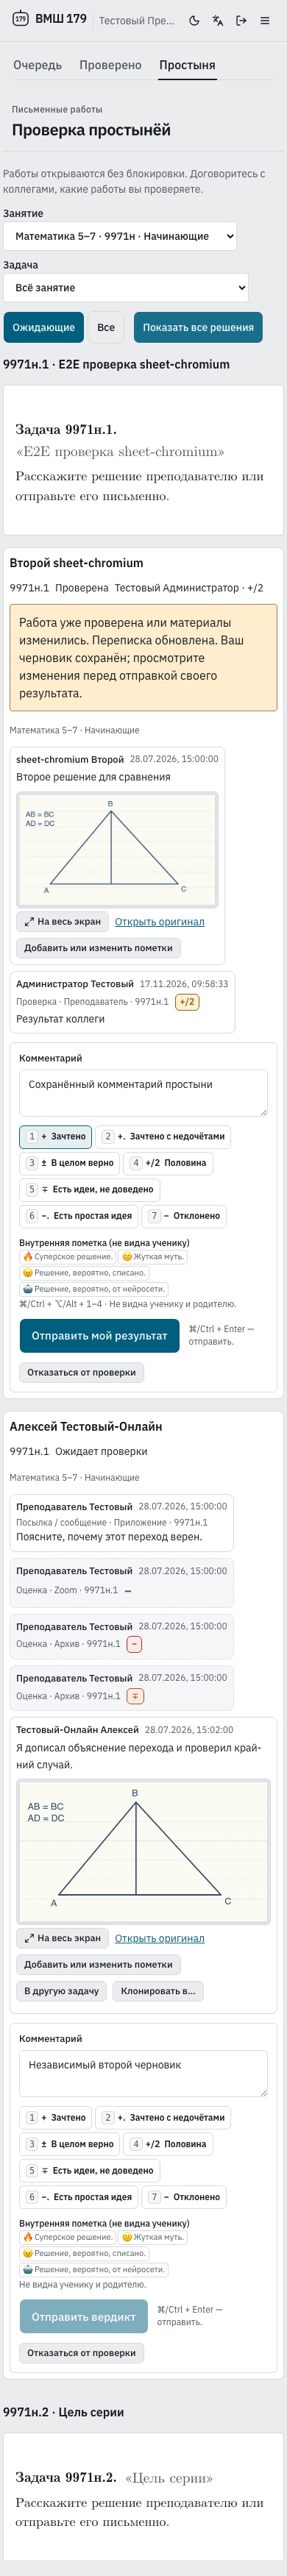 179 ВМШ 179 Тестовый Пре...
Очередь Проверено Простыня
Письменные работы
Проверка простыней
Работы открываются без блокировки. Договоритесь с
коллегами, какие работы вы проверяете.
Занятие
Математика 5–7 · 9971н · Начинающие
Задача
Всё занятие
Ожидающие Все Показать все решения
9971н.1 · E2E проверка sheet-chromium
Задача 9971н.1.
«E2E проверка sheet-chromium»
Расскажите решение преподавателю или
отправьте его письменно.
Второй sheet-chromium
9971н.1 Проверена Тестовый Администратор · +/2
Работа уже проверена или материалы
изменились. Переписка обновлена. Ваш
черновик сохранён; просмотрите
изменения перед отправкой своего
результата.
Математика 5–7 · Начинающие
sheet-chromium Второй 28.07.2026, 15:00:00
Второе решение для сравнения
B
AB = BC
AD = DC
A C
На весь экран Открыть оригинал
Добавить или изменить пометки
Администратор Тестовый 17.11.2026, 09:58:33
Проверка · Преподаватель · 9971н.1 +/2
Результат коллеги
Комментарий
Сохранённый комментарий простыни
1 + Зачтено 2 +. Зачтено с недочётами
3 ± В целом верно 4 +/2 Половина
5 ∓ Есть идеи, не доведено
6 −. Есть простая идея 7 − Отклонено
Внутренняя пометка (не видна ученику)
🔥 Суперское решение. 😕 Жуткая муть.
😠 Решение, вероятно, списано.
🤖 Решение, вероятно, от нейросети.
⌘/Ctrl + ⌥/Alt + 1–4 · Не видна ученику и родителю.
Отправить мой результат ⌘/Ctrl + Enter —
отправить.
Отказаться от проверки
Алексей Тестовый-Онлайн
9971н.1 Ожидает проверки
Математика 5–7 · Начинающие
Преподаватель Тестовый 28.07.2026, 15:00:00
Посылка / сообщение · Приложение · 9971н.1
Поясните, почему этот переход верен.
Преподаватель Тестовый 28.07.2026, 15:00:00
Оценка · Zoom · 9971н.1 —
Преподаватель Тестовый 28.07.2026, 15:00:00
Оценка · Архив · 9971н.1 −
Преподаватель Тестовый 28.07.2026, 15:00:00
Оценка · Архив · 9971н.1 ∓
Тестовый-Онлайн Алексей 28.07.2026, 15:02:00
Я дописал объяснение перехода и проверил край-
ний случай.
B
AB = BC
AD = DC
A C
На весь экран Открыть оригинал
Добавить или изменить пометки
В другую задачу Клонировать в...
Комментарий
Независимый второй черновик
1 + Зачтено 2 +. Зачтено с недочётами
3 ± В целом верно 4 +/2 Половина
5 ∓ Есть идеи, не доведено
6 −. Есть простая идея 7 − Отклонено
Внутренняя пометка (не видна ученику)
🔥 Суперское решение. 😕 Жуткая муть.
😠 Решение, вероятно, списано.
🤖 Решение, вероятно, от нейросети.
Не видна ученику и родителю.
Отправить вердикт ⌘/Ctrl + Enter —
отправить.
Отказаться от проверки
9971н.2 · Цель серии
Задача 9971н.2. «Цель серии»
Расскажите решение преподавателю или
отправьте его письменно.